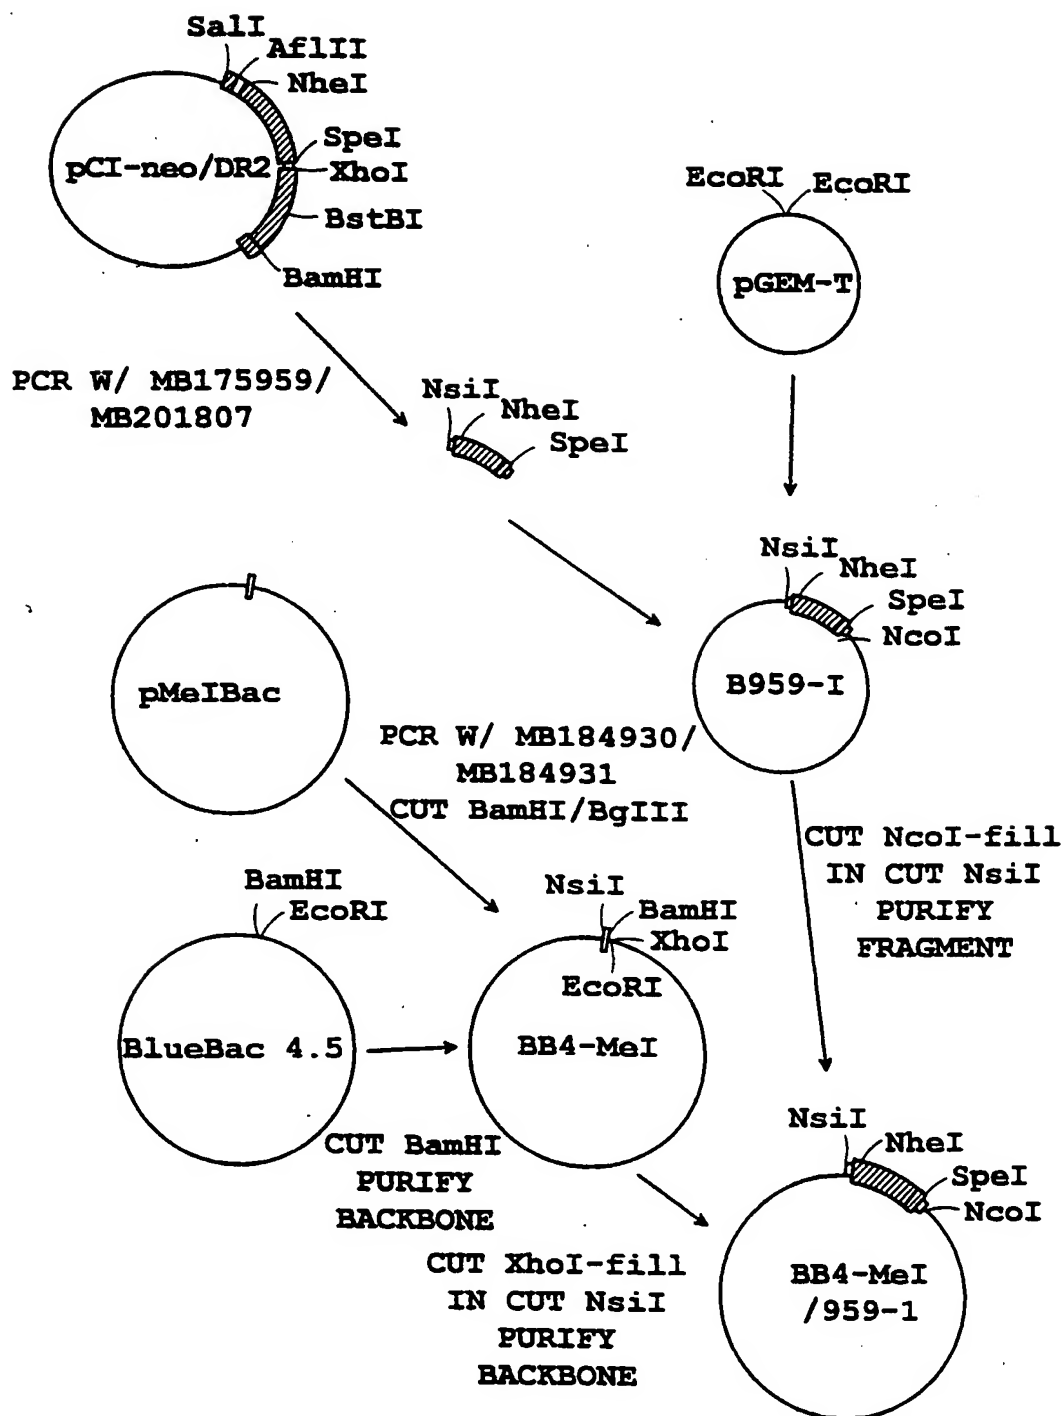 SalI
AflII
NheI
SpeI
XhoI
pCI-neo/DR2
BstBI
BamHI
EcoRI
EcoRI
pGEM-T
PCR W/ MB175959/
MB201807
NsiI
NheI
SpeI
NsiI
NheI
SpeI
NcoI
B959-I
pMeIBac
PCR W/ MB184930/
MB184931
CUT BamHI/BgIII
CUT NcoI-fill
IN CUT NsiI
PURIFY
FRAGMENT
BamHI
EcoRI
BlueBac 4.5
NsiI
BamHI
XhoI
EcoRI
BB4-MeI
CUT BamHI
PURIFY
BACKBONE
CUT XhoI-fill
IN CUT NsiI
PURIFY
BACKBONE
NsiI
NheI
SpeI
NcoI
BB4-MeI
/959-1